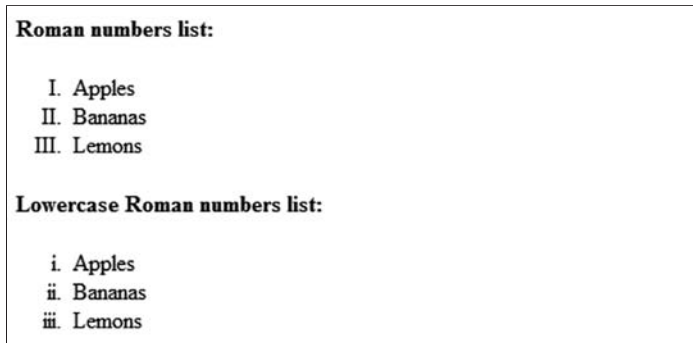 Roman numbers list:
I. Apples
II. Bananas
III. Lemons
Lowercase Roman numbers list:
i. Apples
ii. Bananas
iii. Lemons